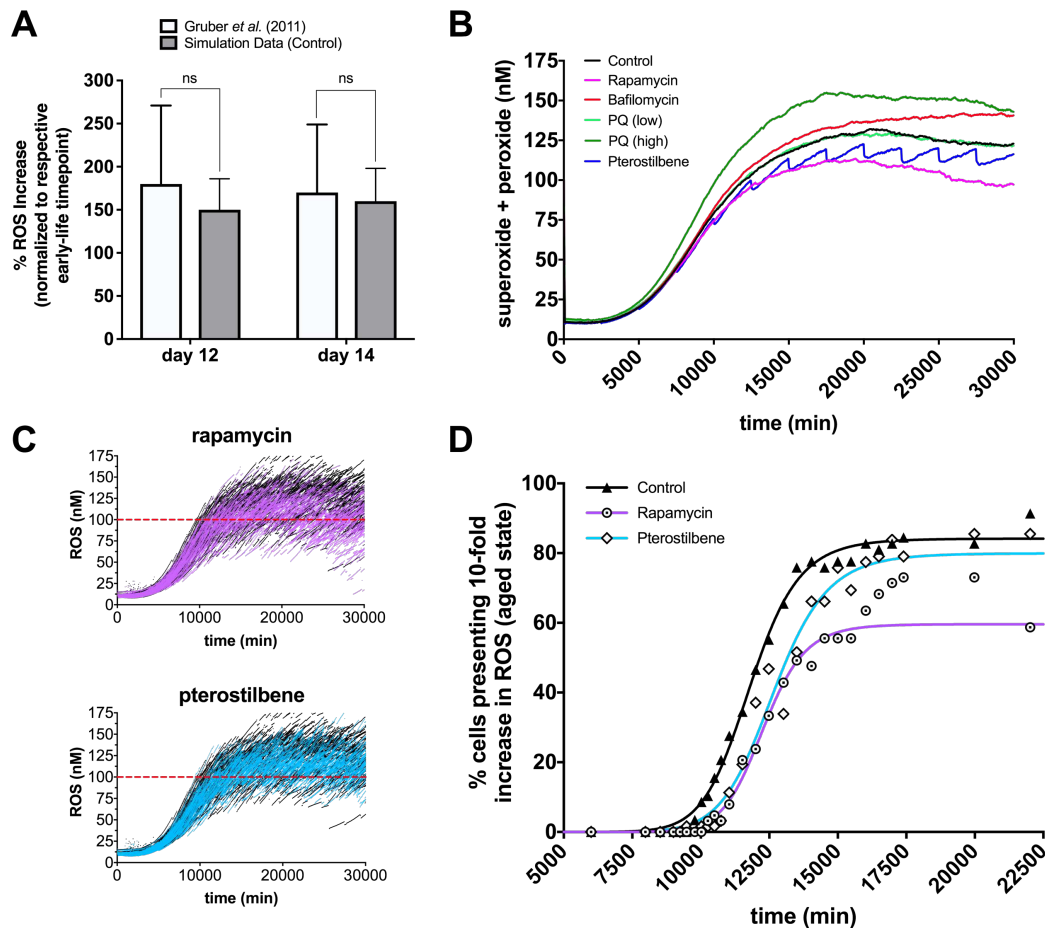 A
Gruber et al. (2011)
Simulation Data (Control)
% ROS Increase
(normalized to respective
early-life timepoint)
300
250
200
150
100
50
0
ns
ns
day 12
day 14
B
superoxide + peroxide (nM)
175
150
125
100
75
50
25
0
Control
Rapamycin
Bafilomycin
PQ (low)
PQ (high)
Pterostilbene
0
5000
10000
15000
20000
25000
30000
time (min)
C
rapamycin
ROS (nM)
175
150
125
100
75
50
25
0
0
10000
20000
30000
time (min)
pterostilbene
ROS (nM)
175
150
125
100
75
50
25
0
0
10000
20000
30000
time (min)
D
% cells presenting 10-fold
increase in ROS (aged state)
100
80
60
40
20
0
Control
Rapamycin
Pterostilbene
5000
7500
10000
12500
15000
17500
20000
22500
time (min)